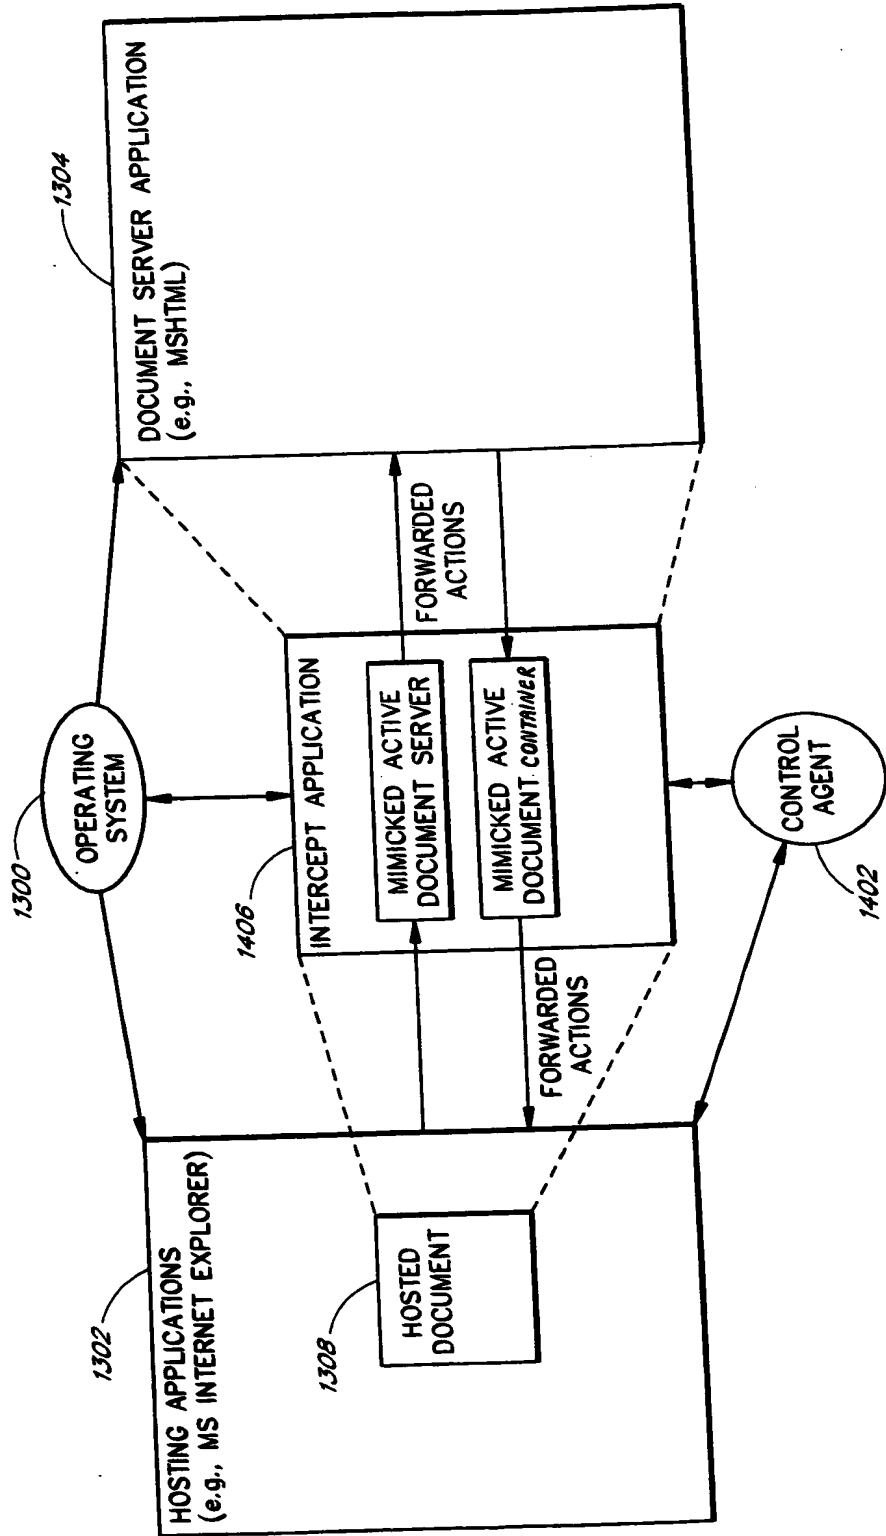 1300
OPERATING
SYSTEM
1302
HOSTING APPLICATIONS
(e.g., MS INTERNET EXPLORER)
1308
HOSTED
DOCUMENT
1406
INTERCEPT APPLICATION
MIMICKED ACTIVE
DOCUMENT SERVER
MIMICKED ACTIVE
DOCUMENT CONTAINER
FORWARDED
ACTIONS
FORWARDED
ACTIONS
1304
DOCUMENT SERVER APPLICATION
(e.g., MSHTML)
CONTROL
AGENT
1402